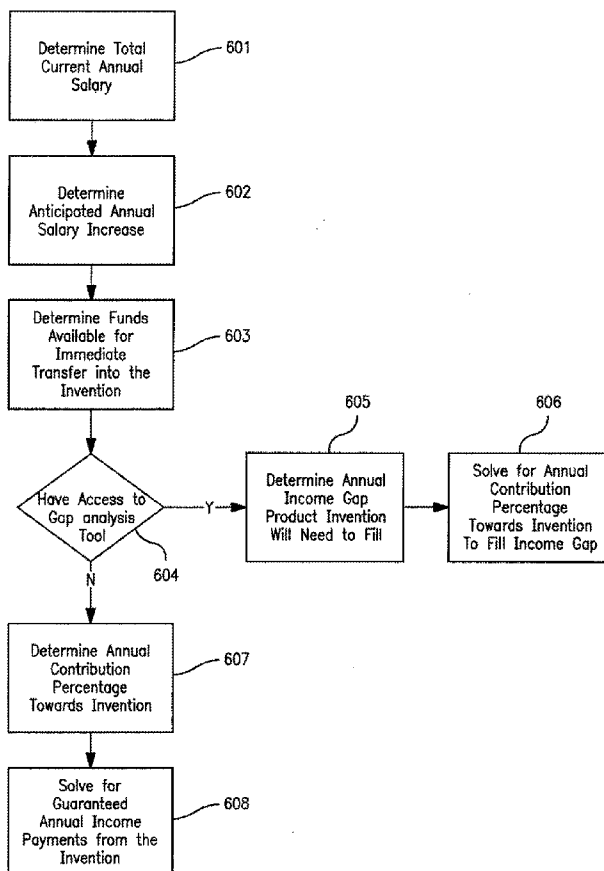 Determine Total
Current Annual
Salary
601
Determine
Anticipated Annual
Salary Increase
602
Determine Funds
Available for
Immediate
Transfer into the
Invention
603
Have Access to
Gap analysis
Tool
604
Y
N
605
Determine Annual
Income Gap
Product Invention
Will Need to Fill
606
Solve for Annual
Contribution
Percentage
Towards Invention
To Fill Income Gap
Determine Annual
Contribution
Percentage
Towards Invention
607
Solve for
Guaranteed
Annual Income
Payments from the
Invention
608